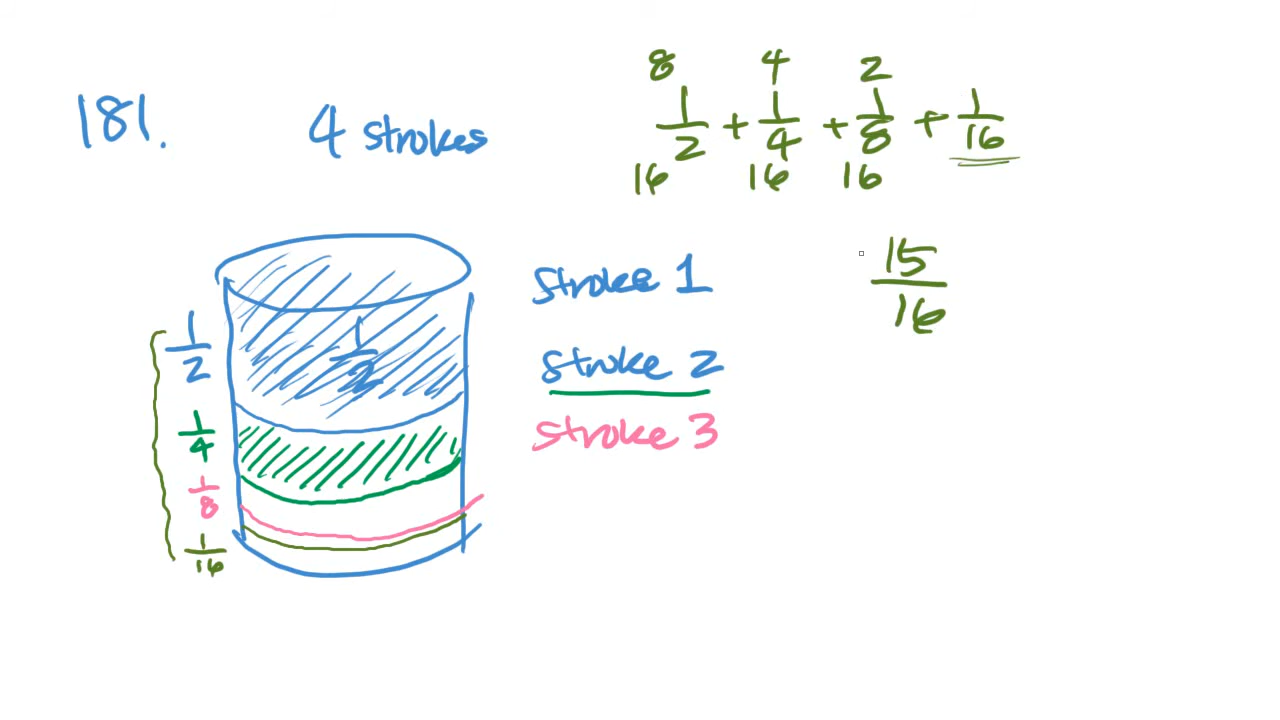 181.
4 strokes
8 4 2
1/2 + 1/4 + 1/8 + 1/16
16 16 16
stroke 1
15/16
1/2
1/2
stroke 2
1/4
stroke 3
1/8
1/16